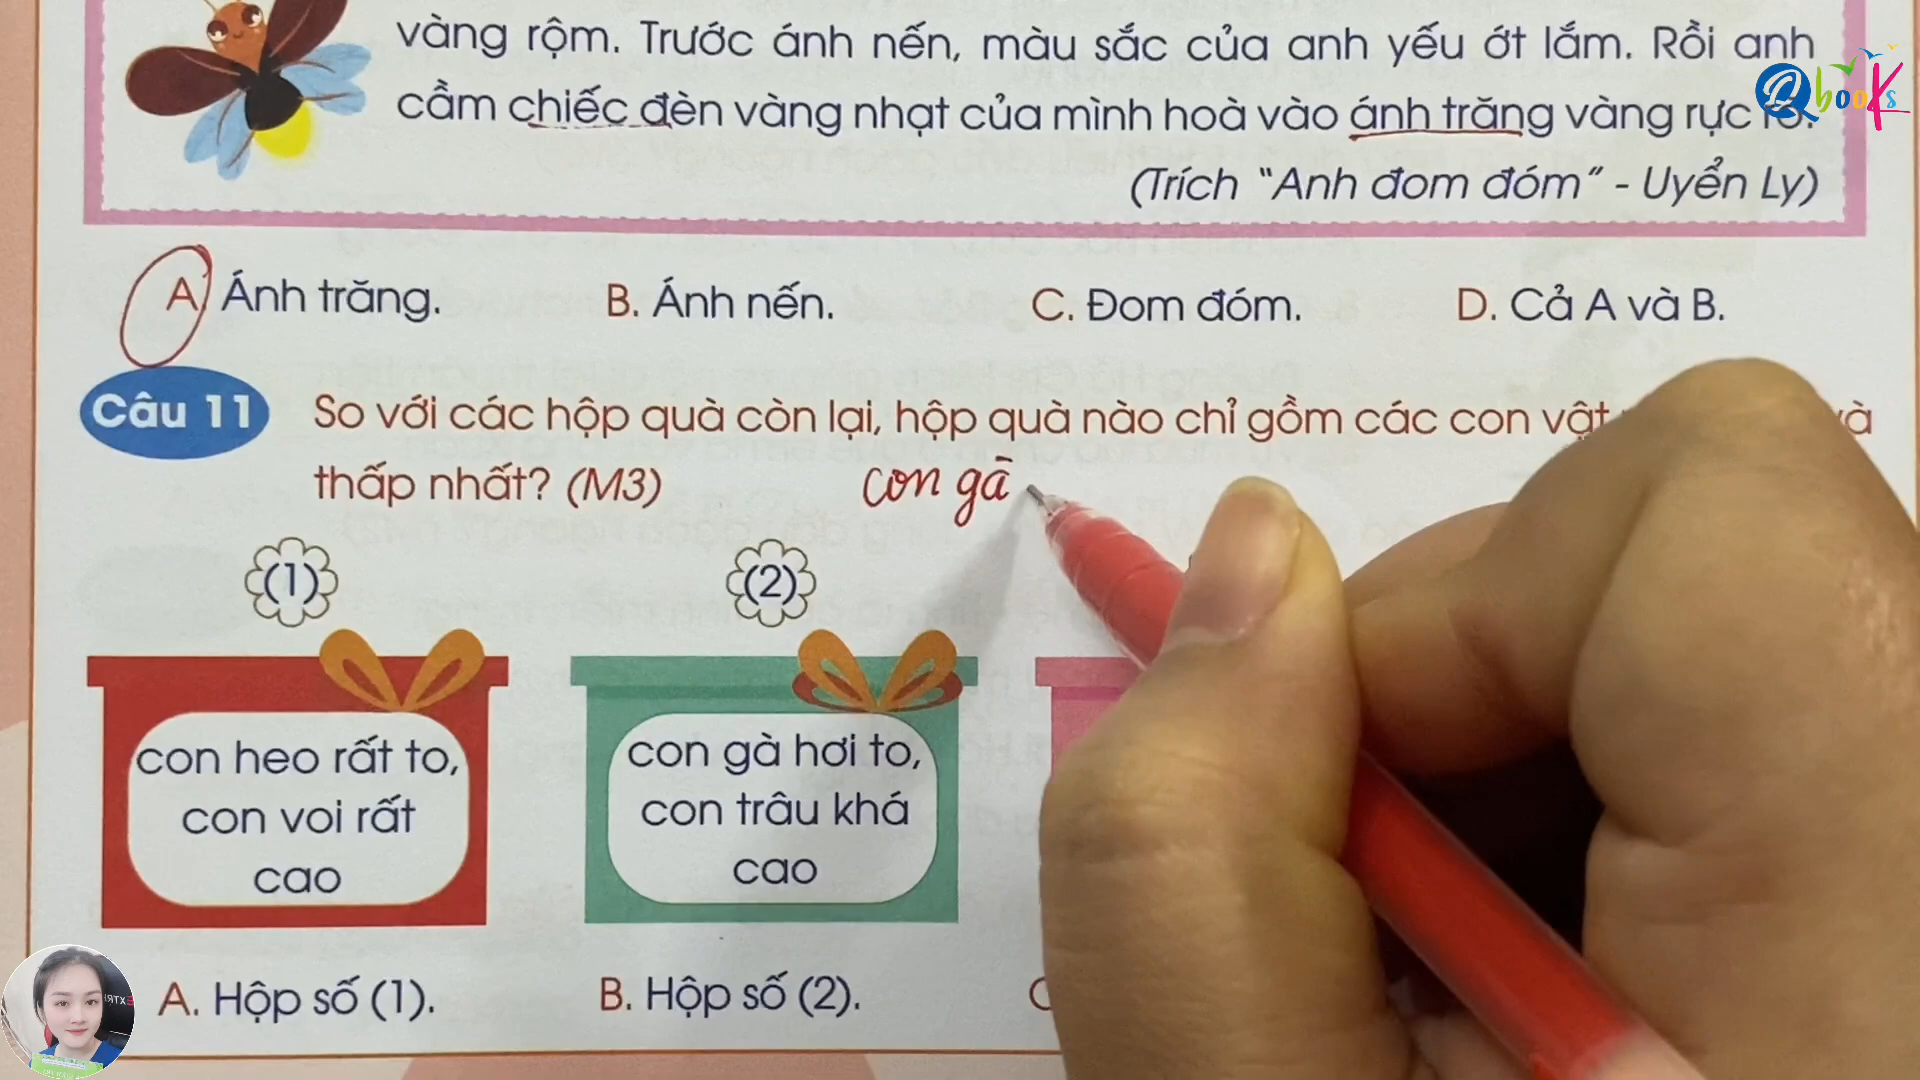 vàng rộm. Trước ánh nến, màu sắc của anh yếu ớt lắm. Rồi anh
cầm chiếc đèn vàng nhạt của mình hoà vào ánh trăng vàng rực rỡ.
Qbooks
(Trích “Anh đom đóm” - Uyển Ly)
A. Ánh trăng.
B. Ánh nến.
C. Đom đóm.
D. Cả A và B.
Câu 11
So với các hộp quà còn lại, hộp quà nào chỉ gồm các con vật và
thấp nhất? (M3)
con gà
(1)
(2)
con heo rất to,
con voi rất
cao
con gà hơi to,
con trâu khá
cao
A. Hộp số (1).
B. Hộp số (2).
C